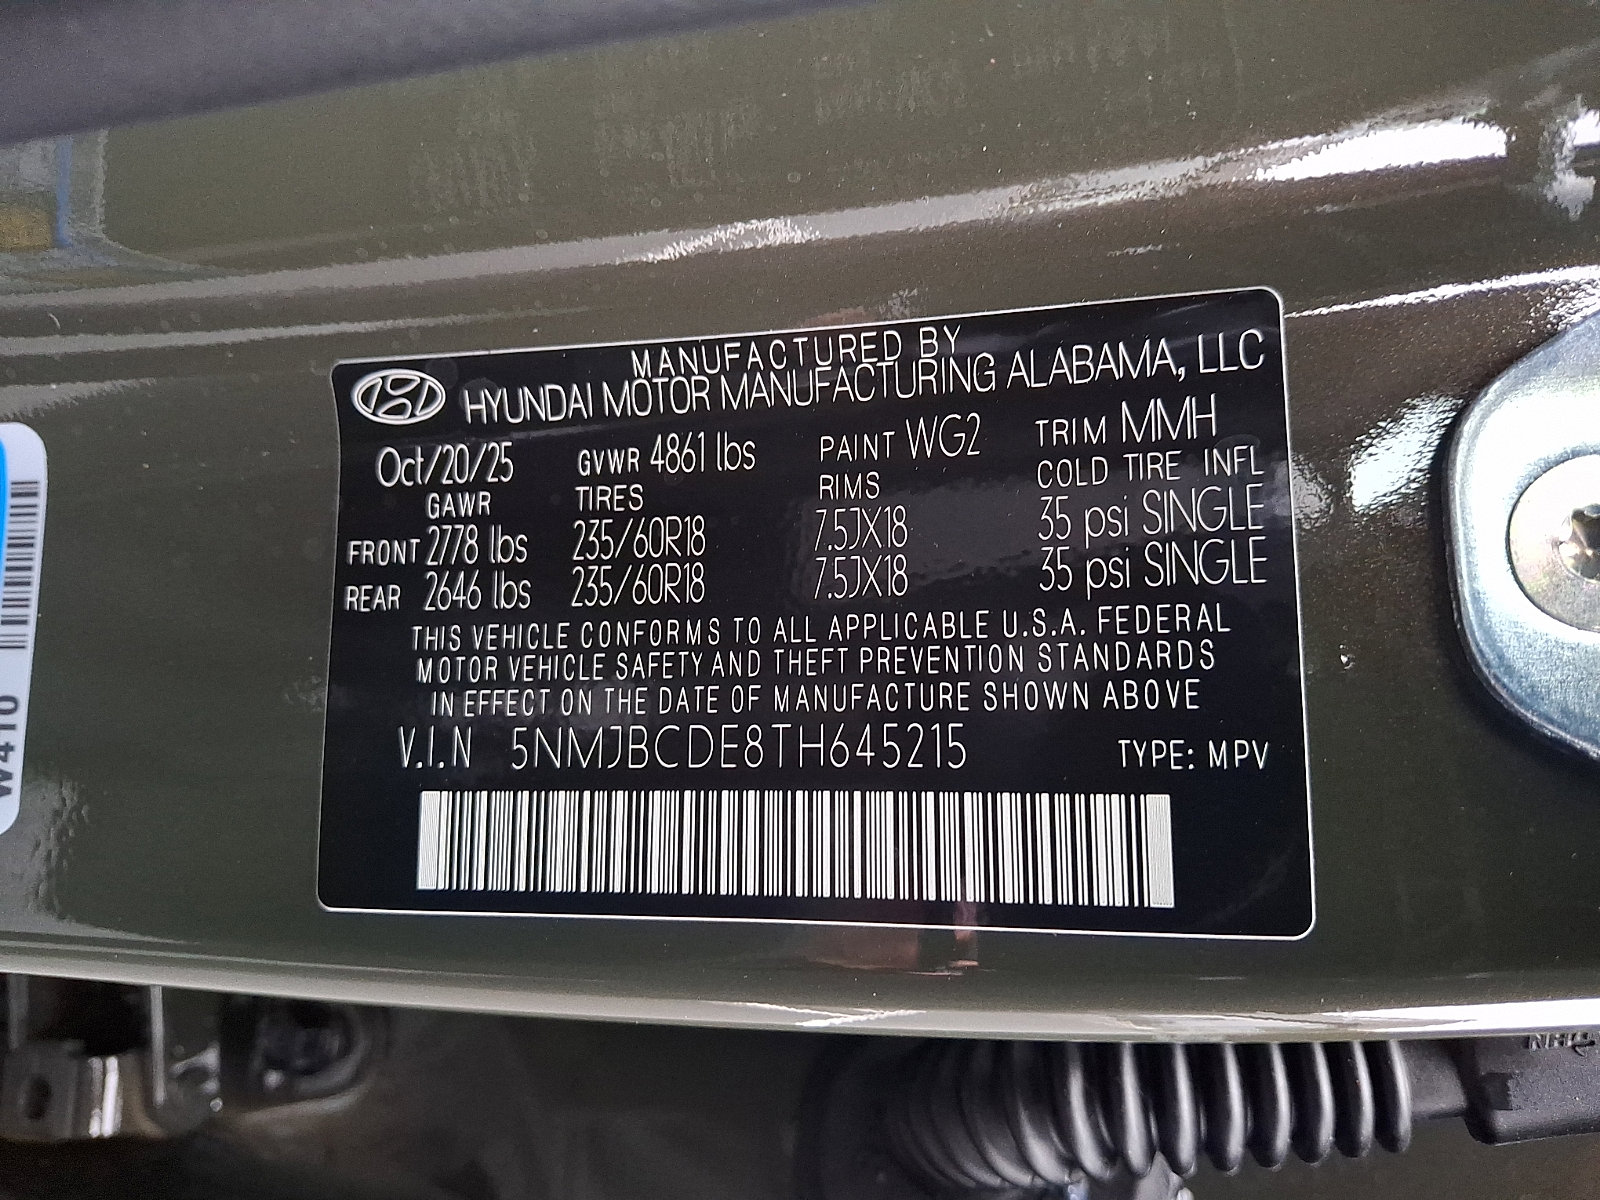 MANUFACTURED BY
HYUNDAI MOTOR MANUFACTURING ALABAMA, LLC
Oct/20/25 GVWR 4861 lbs PAINT WG2 TRIM MMH
GAWR TIRES RIMS COLD TIRE INFL
FRONT 2778 lbs 235/60R18 7.5JX18 35 psi SINGLE
REAR 2646 lbs 235/60R18 7.5JX18 35 psi SINGLE
THIS VEHICLE CONFORMS TO ALL APPLICABLE U.S.A. FEDERAL
MOTOR VEHICLE SAFETY AND THEFT PREVENTION STANDARDS
IN EFFECT ON THE DATE OF MANUFACTURE SHOWN ABOVE
V.I.N 5NMJBCDE8TH645215 TYPE: MPV
W410